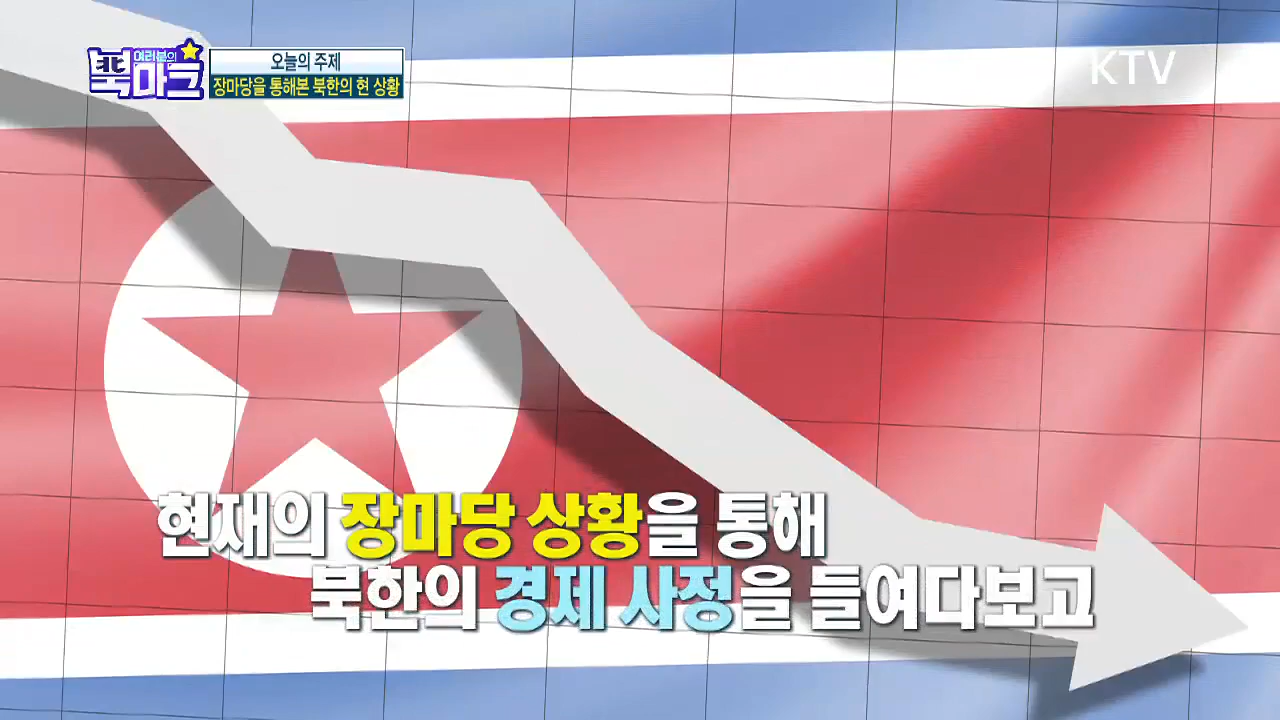 여러분의
북마크
오늘의 주제
장마당을 통해본 북한의 현 상황
KTV
현재의 장마당 상황을 통해
북한의 경제 사정을 들여다보고